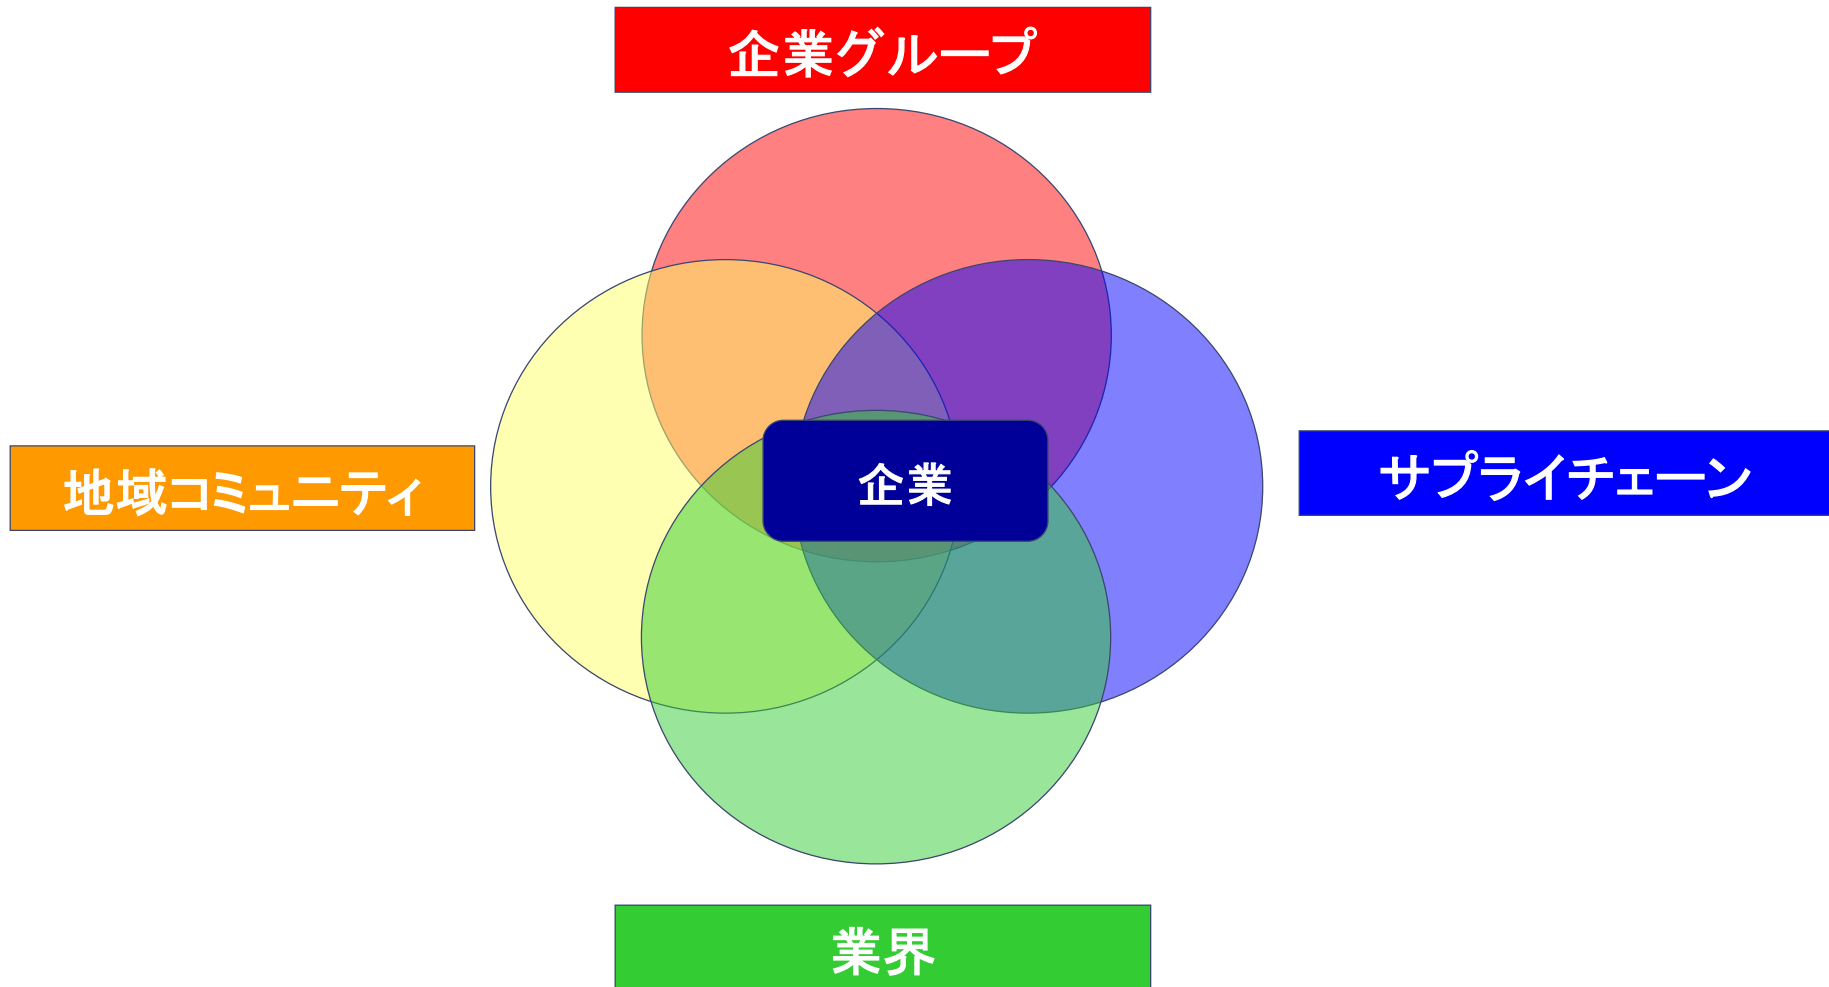 企業グループ
地域コミュニティ
企業
サプライチェーン
業界